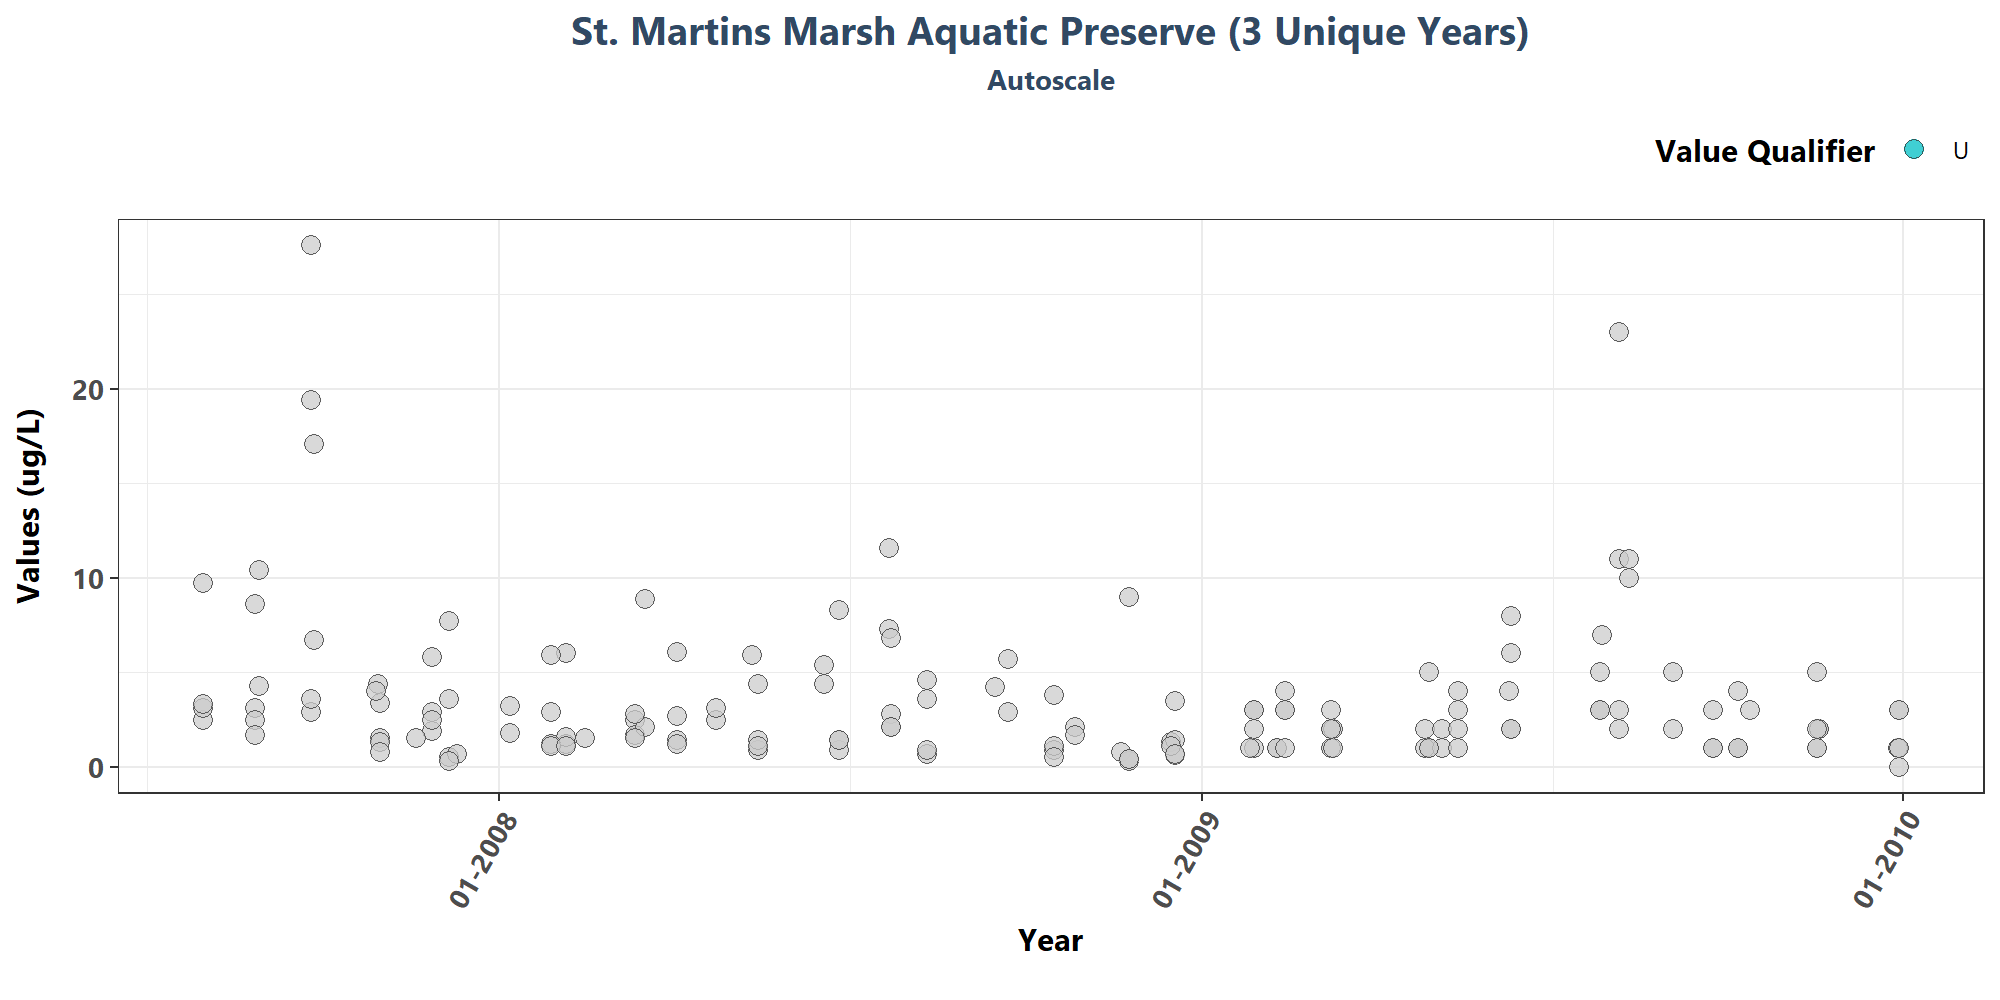 St. Martins Marsh Aquatic Preserve (3 Unique Years)
Autoscale
Value Qualifier U
Values (ug/L)
20
10
0
01-2008
01-2009
01-2010
Year